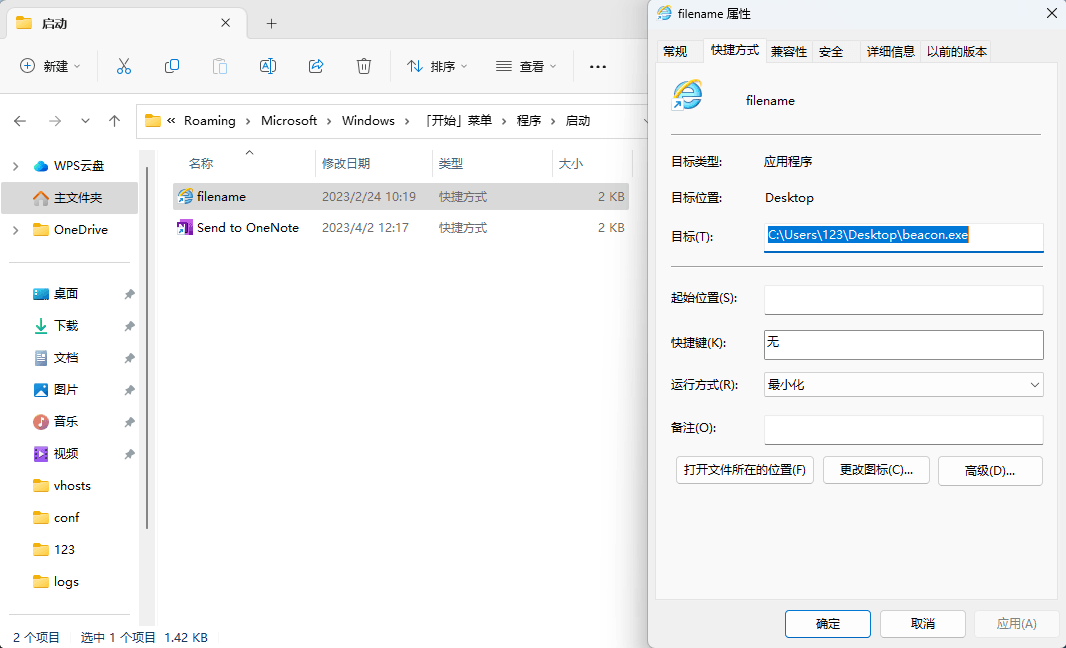 启动
新建
排序
查看
« Roaming > Microsoft > Windows > 「开始」菜单 > 程序 > 启动
WPS云盘
主文件夹
OneDrive
桌面
下载
文档
图片
音乐
视频
vhosts
conf
123
logs
名称 修改日期 类型 大小
filename 2023/2/24 10:19 快捷方式 2 KB
Send to OneNote 2023/4/2 12:17 快捷方式 2 KB
2 个项目 选中 1 个项目 1.42 KB
filename 属性
常规 快捷方式 兼容性 安全 详细信息 以前的版本
filename
目标类型: 应用程序
目标位置: Desktop
目标(T): C:\Users\123\Desktop\beacon.exe
起始位置(S):
快捷键(K): 无
运行方式(R): 最小化
备注(O):
打开文件所在的位置(F) 更改图标(C)... 高级(D)...
确定 取消 应用(A)